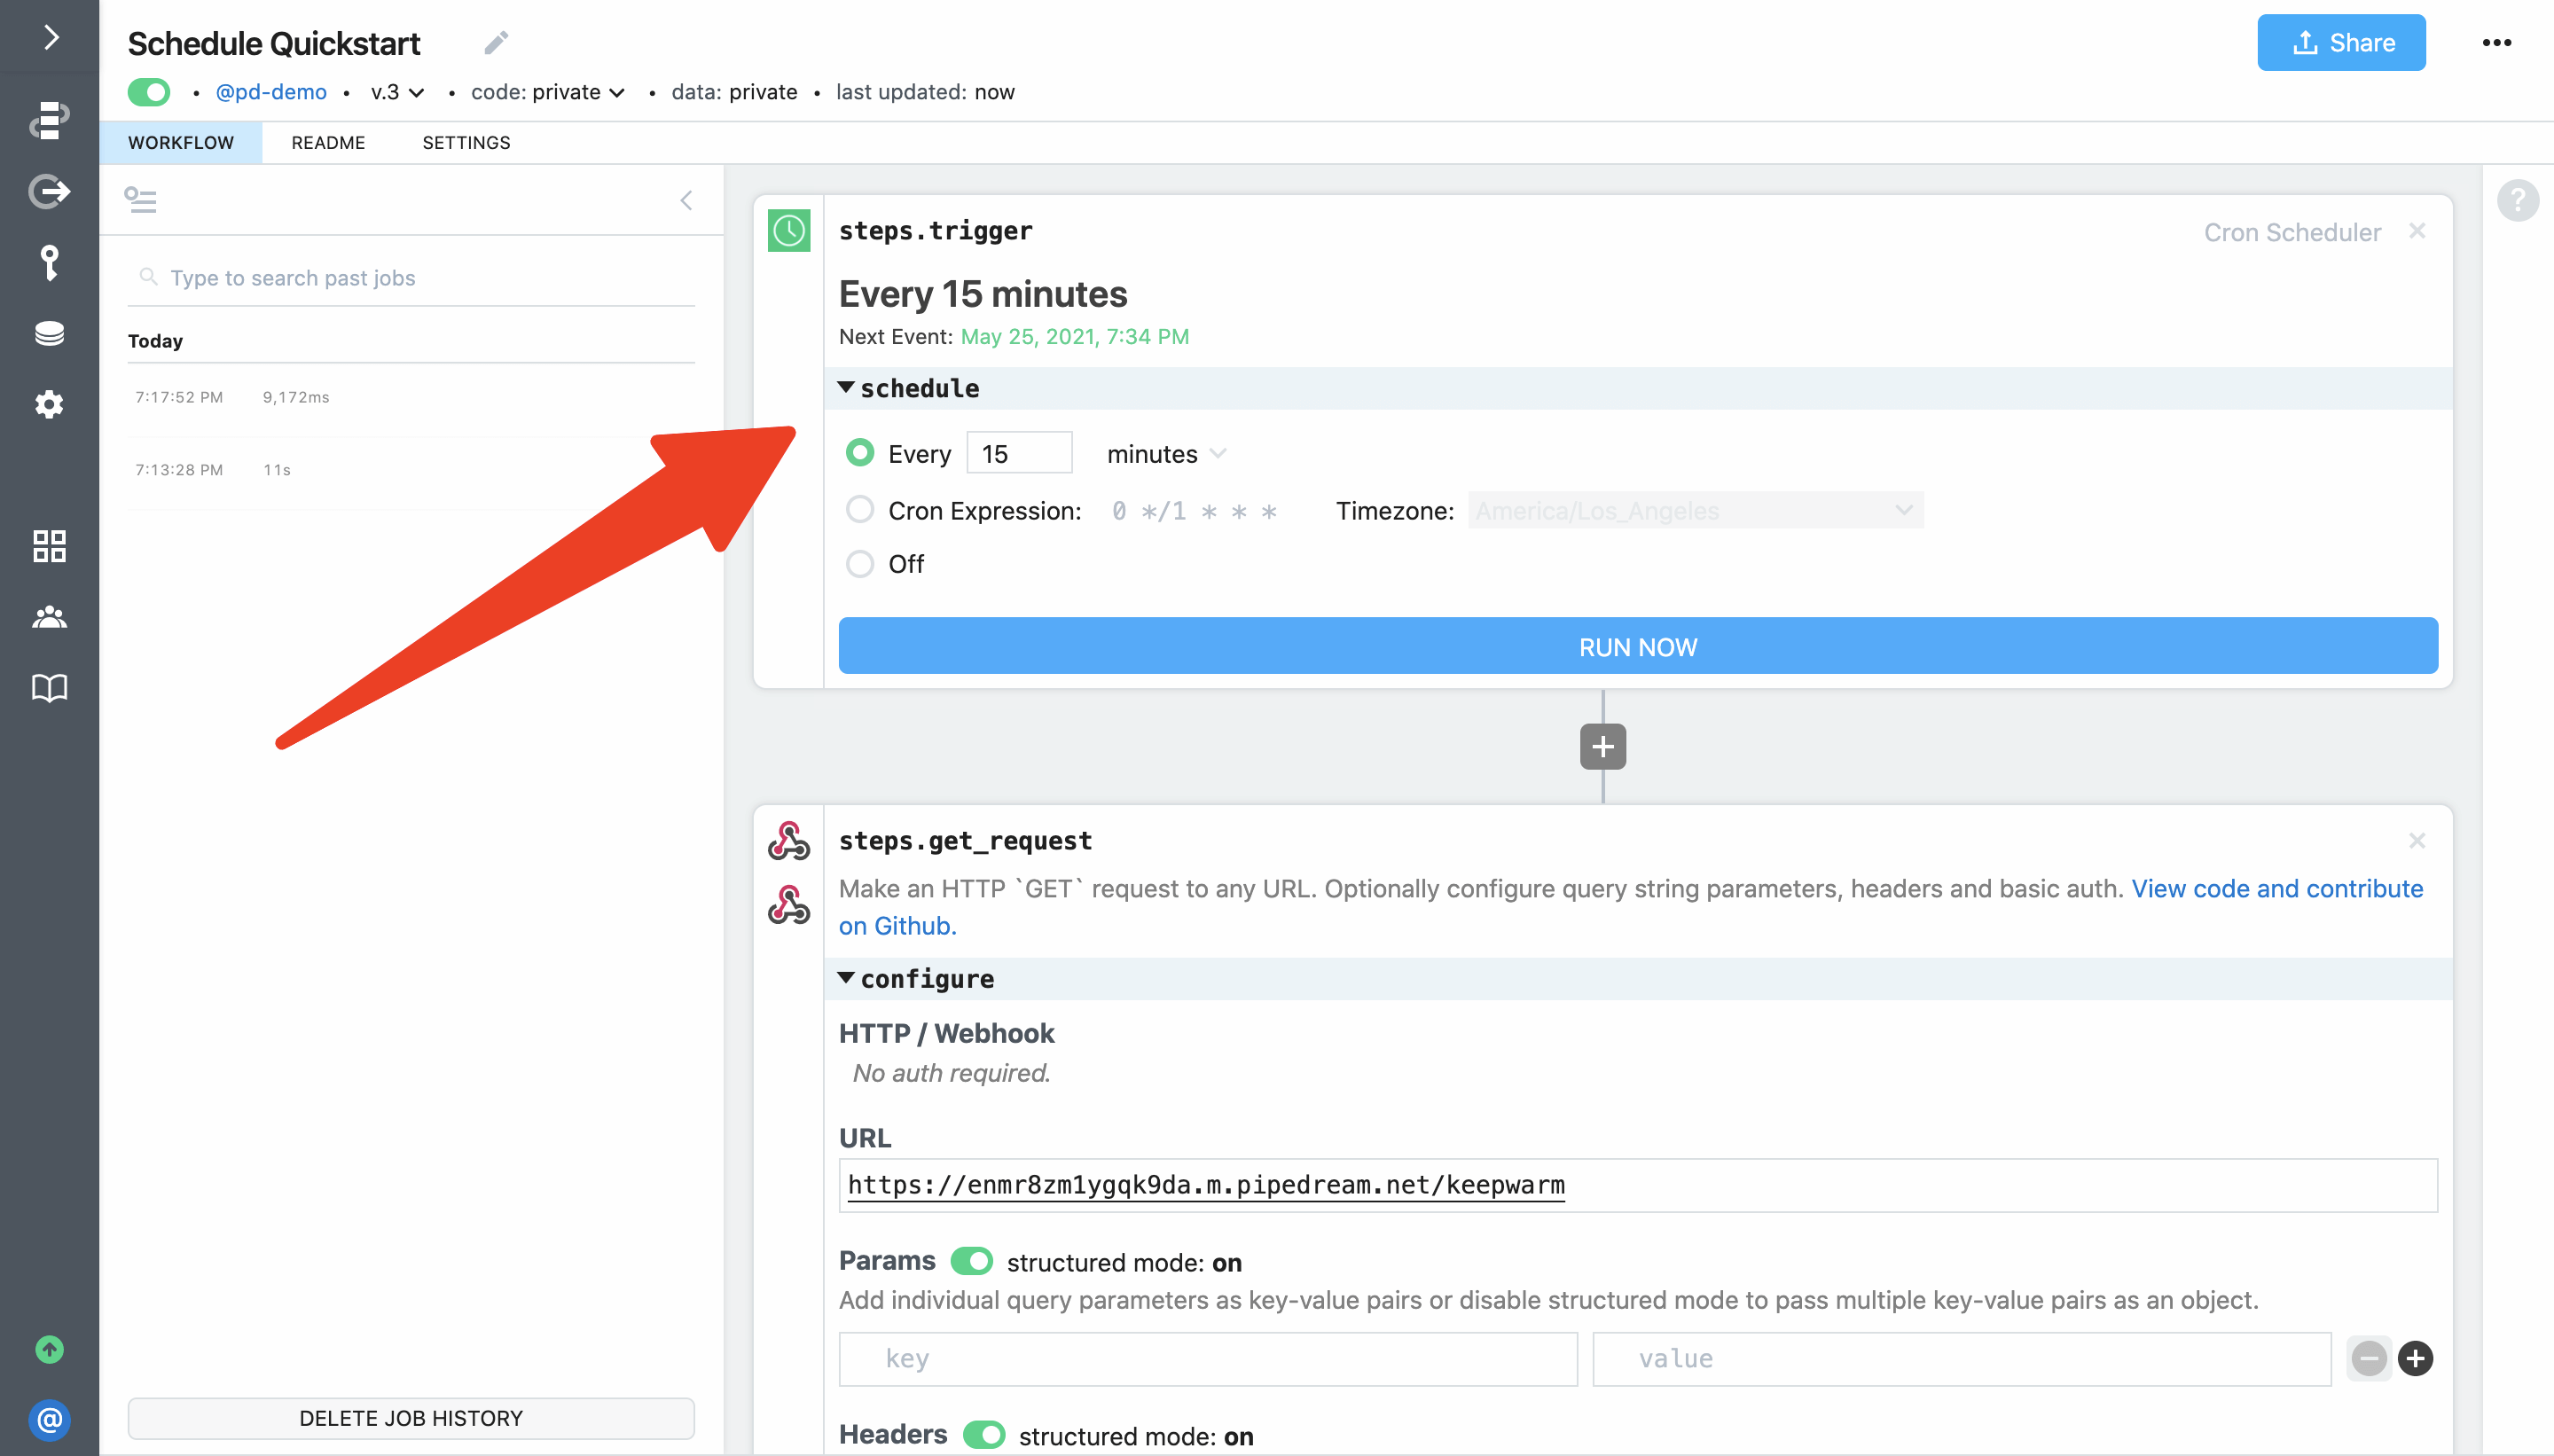 Schedule Quickstart
Share
@pd-demo • v.3 • code: private • data: private • last updated: now
WORKFLOW README SETTINGS
Type to search past jobs
Today
7:17:52 PM 9,172ms
7:13:28 PM 11s
DELETE JOB HISTORY
steps.trigger
Cron Scheduler
Every 15 minutes
Next Event: May 25, 2021, 7:34 PM
schedule
Every 15 minutes
Cron Expression: 0 */1 * * * Timezone: America/Los_Angeles
Off
RUN NOW
steps.get_request
Make an HTTP `GET` request to any URL. Optionally configure query string parameters, headers and basic auth. View code and contribute
on Github.
configure
HTTP / Webhook
No auth required.
URL
https://enmr8zm1ygqk9da.m.pipedream.net/keepwarm
Params structured mode: on
Add individual query parameters as key-value pairs or disable structured mode to pass multiple key-value pairs as an object.
key value
Headers structured mode: on